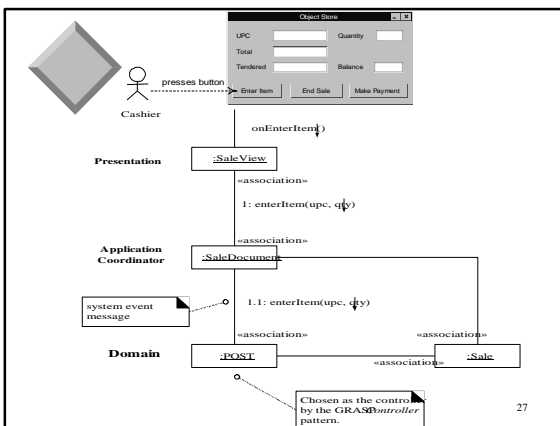 Object Store
UPC
Quantity
Total
Tendered
Balance
presses button
Enter Item
End Sale
Make Payment
Cashier
onEnterItem()
Presentation
:SaleView
«association»
1: enterItem(upc, qty)
«association»
Application
Coordinator
:SaleDocument
system event
message
1.1: enterItem(upc, qty)
«association»
«association»
Domain
:POST
«association»
:Sale
Chosen as the controller
by the GRASP Controller
pattern.
27